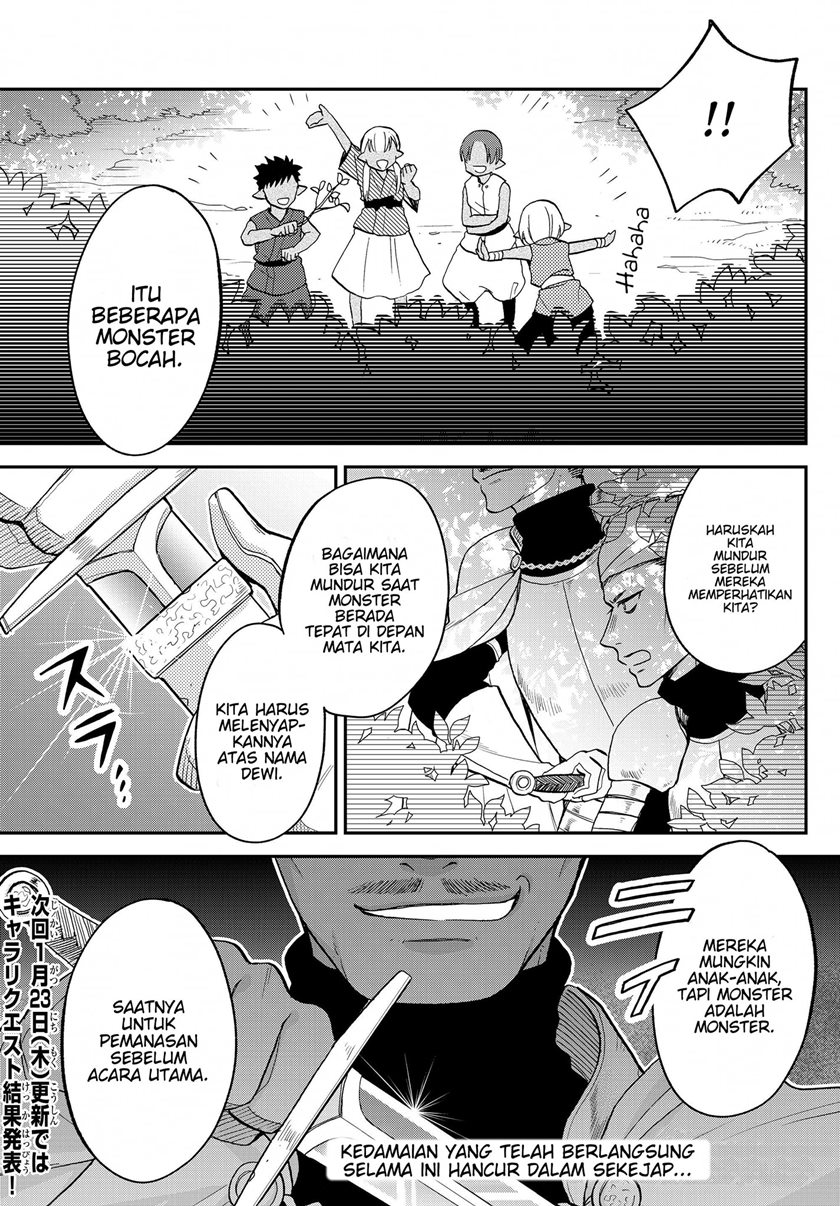 !!
Hahaha
ITU
BEBERAPA
MONSTER
BOCAH.
HARUSKAH
KITA
MUNDUR
SEBELUM
MEREKA
MEMPERHATIKAN
KITA?
BAGAIMANA
BISA KITA
MUNDUR SAAT
MONSTER
BERADA
TEPAT DI DEPAN
MATA KITA.
KITA HARUS
MELENYAP-
KANNYA
ATAS NAMA
DEWI.
スラリ…
ニッ
MEREKA
MUNGKIN
ANAK-ANAK,
TAPI MONSTER
ADALAH
MONSTER.
SAATNYA
UNTUK
PEMANASAN
SEBELUM
ACARA UTAMA.
KEDAMAIAN YANG TELAH BERLANGSUNG
SELAMA INI HANCUR DALAM SEKEJAP...
次回1月23日(木)更新では
キャラリクエスト結果発表!